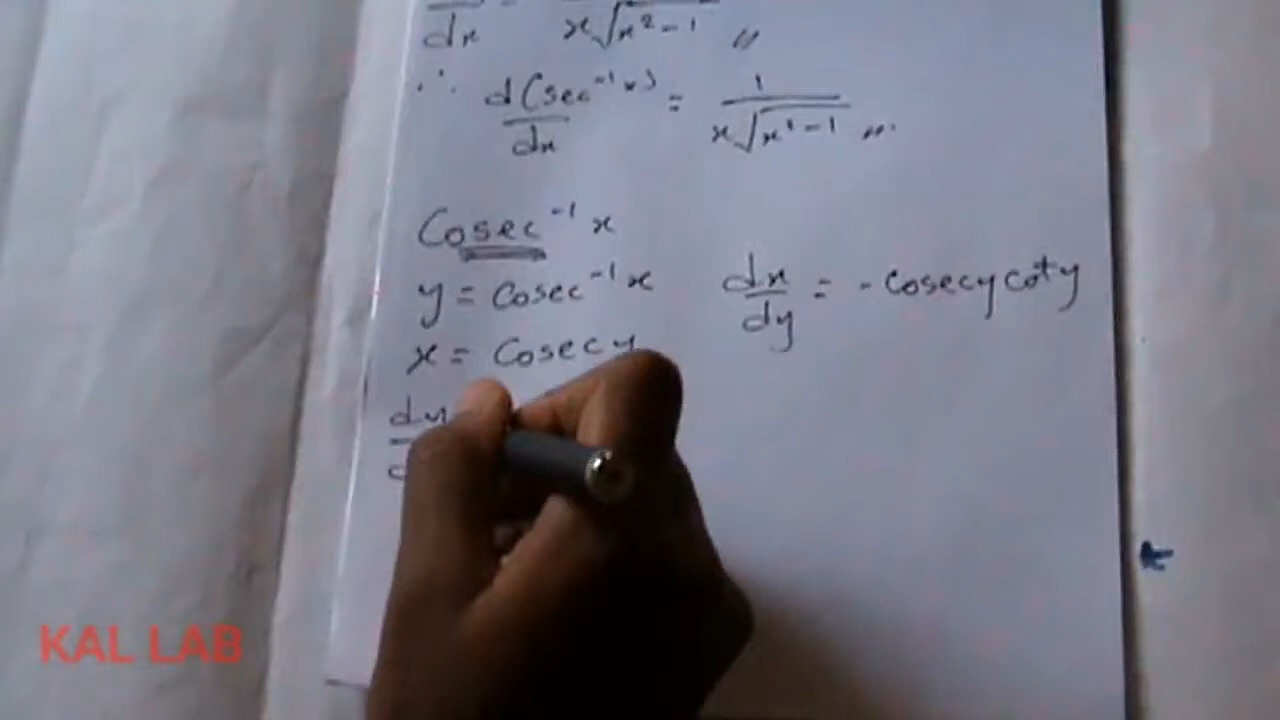 dx x√x²-1 //
∴ d(sec⁻¹x)/dx = 1/x√x²-1 //.
Cosec⁻¹ x
y = Cosec⁻¹x
x = Cosec y
dx/dy = -Cosecy coty
KAL LAB